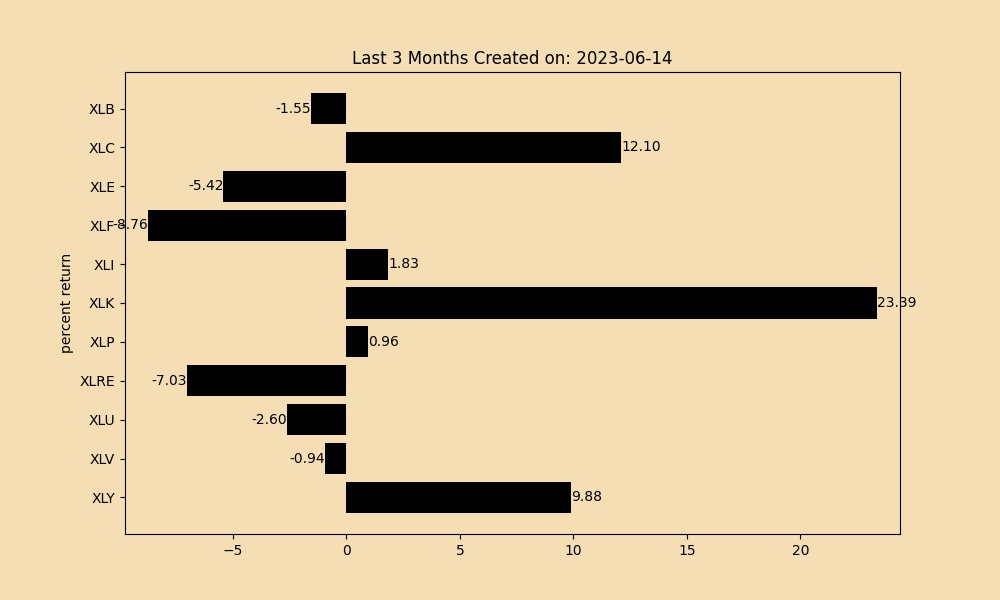 Last 3 Months Created on: 2023-06-14
XLB -1.55
XLC 12.10
XLE -5.42
XLF -8.76
XLI 1.83
XLK 23.39
XLP 0.96
XLRE -7.03
XLU -2.60
XLV -0.94
XLY 9.88
percent return
−5 0 5 10 15 20